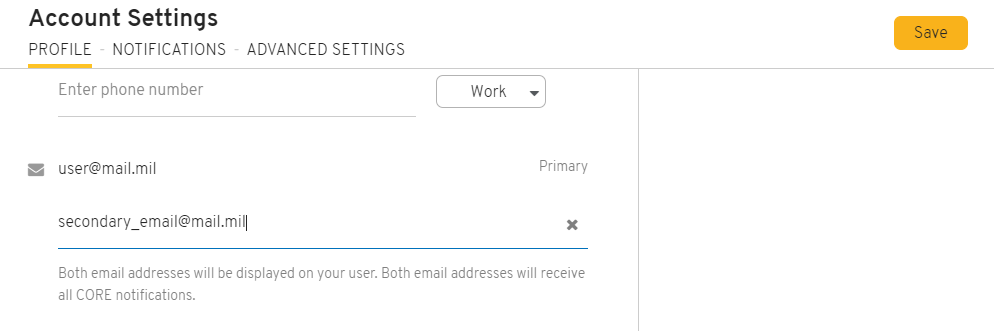 Account Settings
Save
PROFILE - NOTIFICATIONS - ADVANCED SETTINGS
Enter phone number
Work
user@mail.mil
Primary
secondary_email@mail.mil
Both email addresses will be displayed on your user. Both email addresses will receive
all CORE notifications.